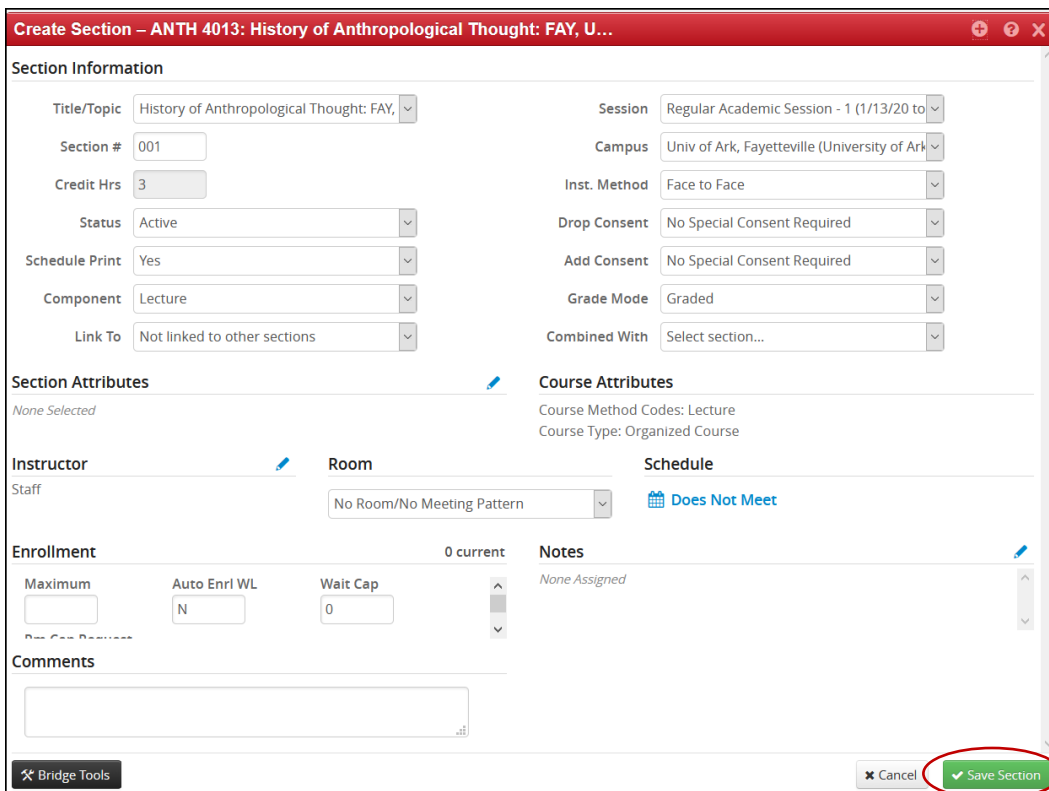 Create Section – ANTH 4013: History of Anthropological Thought: FAY, U...
Section Information
Title/Topic History of Anthropological Thought: FAY,
Session Regular Academic Session - 1 (1/13/20 to
Section # 001
Campus Univ of Ark, Fayetteville (University of Ark
Credit Hrs 3
Inst. Method Face to Face
Status Active
Drop Consent No Special Consent Required
Schedule Print Yes
Add Consent No Special Consent Required
Component Lecture
Grade Mode Graded
Link To Not linked to other sections
Combined With Select section...
Section Attributes
None Selected
Course Attributes
Course Method Codes: Lecture
Course Type: Organized Course
Instructor
Staff
Room
No Room/No Meeting Pattern
Schedule
Does Not Meet
Enrollment 0 current
Maximum Auto Enrl WL Wait Cap
N 0
Rm Cap Request
Notes
None Assigned
Comments
Bridge Tools
Cancel
Save Section